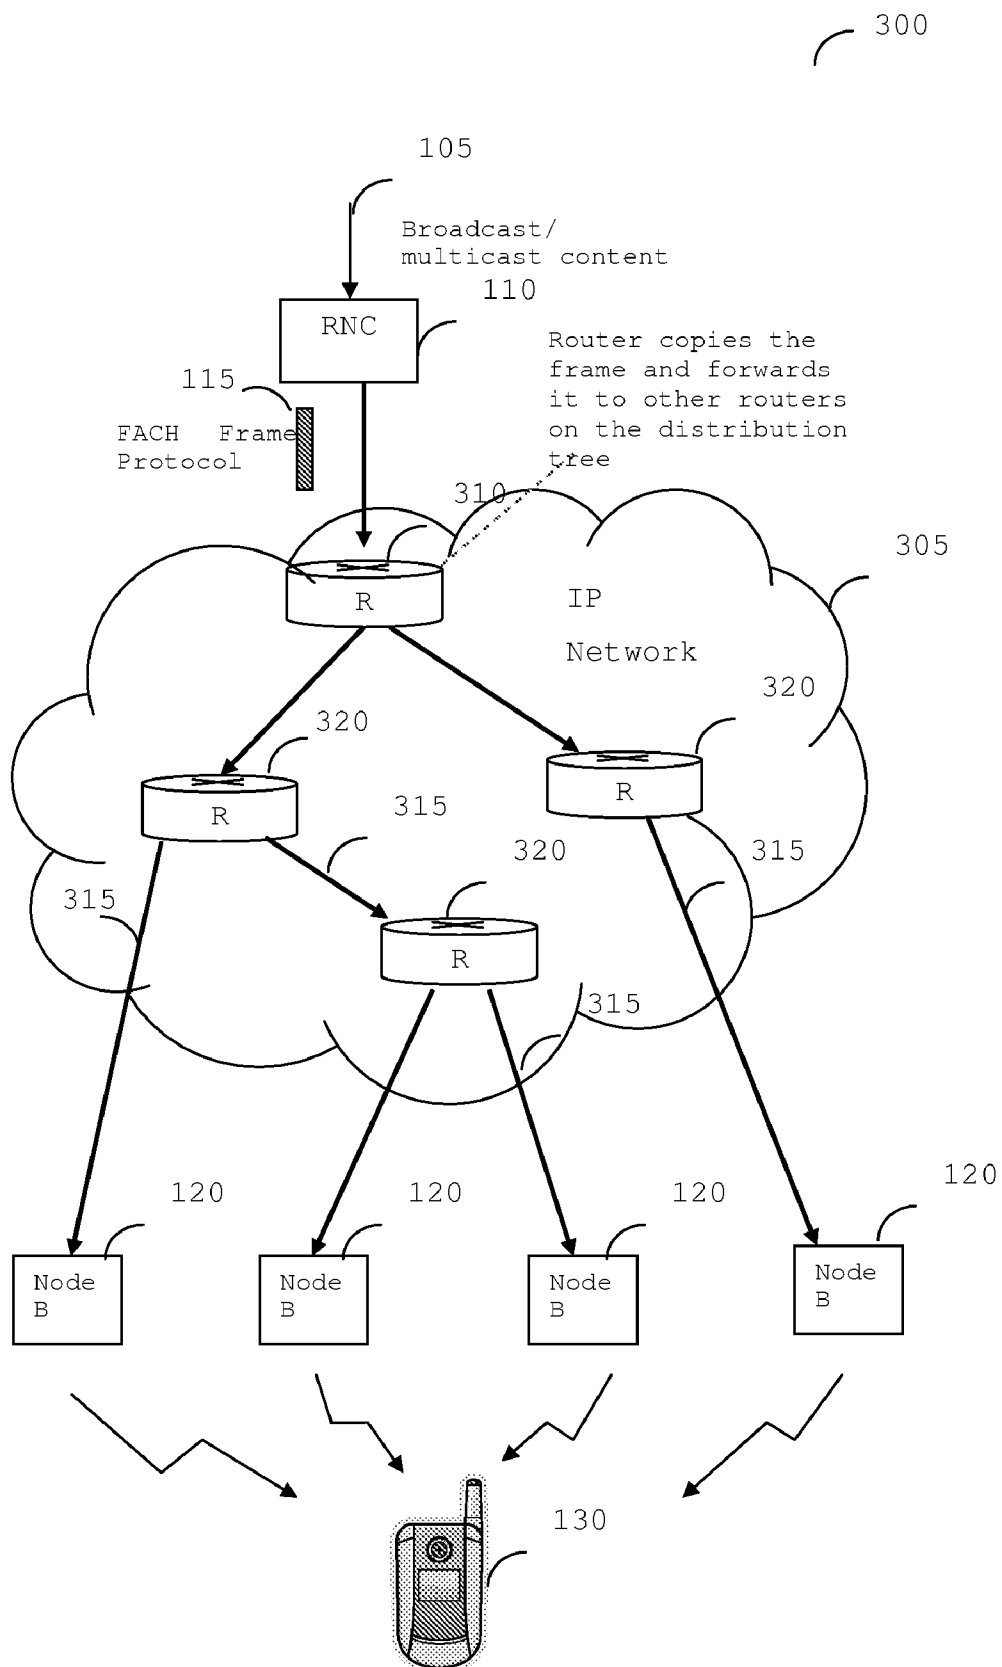 300
105
Broadcast/
multicast content
110
RNC
Router copies the
frame and forwards
it to other routers
on the distribution
tree
115
FACH Frame
Protocol
310
305
R
IP
Network
320
320
R
R
315
320
315
315
R
315
120
120
120
120
Node
B
Node
B
Node
B
Node
B
130